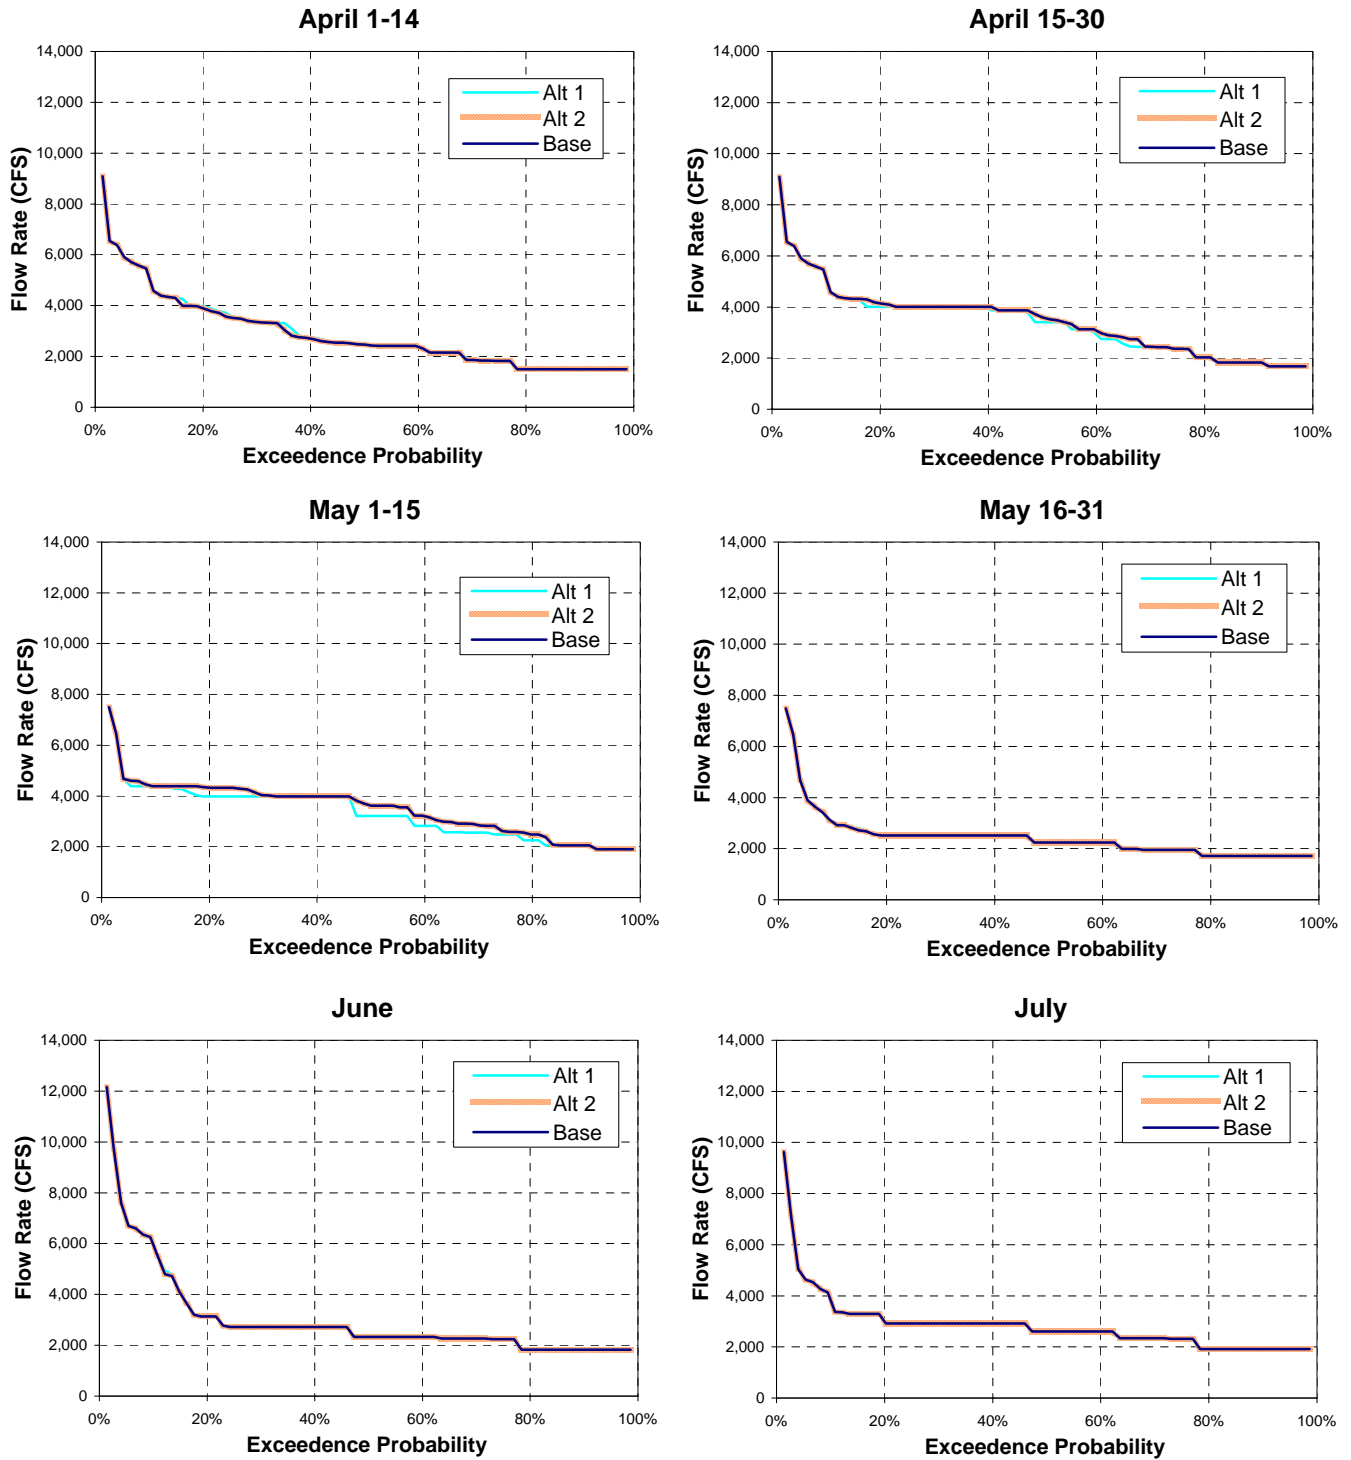 April 1-14
14,000
12,000
10,000
8,000
6,000
4,000
2,000
0
Flow Rate (CFS)
Alt 1
Alt 2
Base
0% 20% 40% 60% 80% 100%
Exceedence Probability
April 15-30
14,000
12,000
10,000
8,000
6,000
4,000
2,000
0
Flow Rate (CFS)
Alt 1
Alt 2
Base
0% 20% 40% 60% 80% 100%
Exceedence Probability
May 1-15
14,000
12,000
10,000
8,000
6,000
4,000
2,000
0
Flow Rate (CFS)
Alt 1
Alt 2
Base
0% 20% 40% 60% 80% 100%
Exceedence Probability
May 16-31
14,000
12,000
10,000
8,000
6,000
4,000
2,000
0
Flow Rate (CFS)
Alt 1
Alt 2
Base
0% 20% 40% 60% 80% 100%
Exceedence Probability
June
14,000
12,000
10,000
8,000
6,000
4,000
2,000
0
Flow Rate (CFS)
Alt 1
Alt 2
Base
0% 20% 40% 60% 80% 100%
Exceedence Probability
July
14,000
12,000
10,000
8,000
6,000
4,000
2,000
0
Flow Rate (CFS)
Alt 1
Alt 2
Base
0% 20% 40% 60% 80% 100%
Exceedence Probability